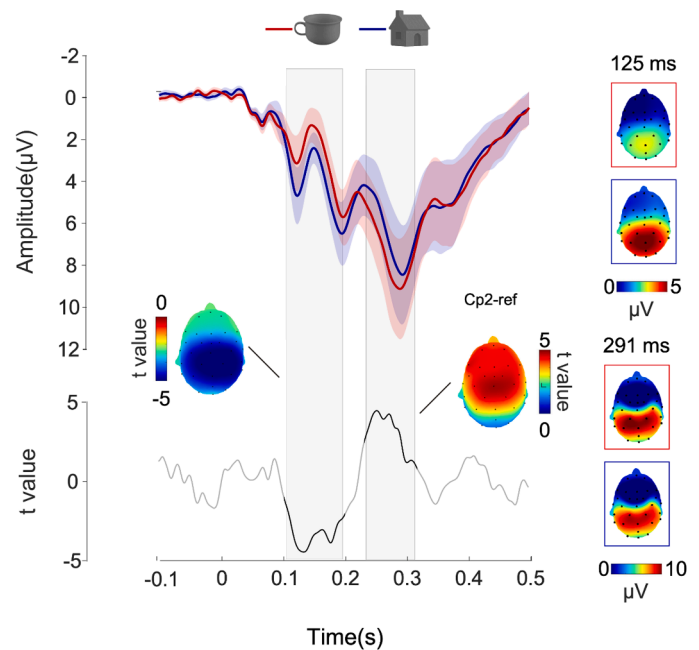 -2
0
2
4
6
8
10
12
Amplitude(μV)
125 ms
0 5
μV
Cp2-ref
0
-5
t value
5
0
t value
291 ms
0 10
μV
5
0
-5
t value
-0.1 0 0.1 0.2 0.3 0.4 0.5
Time(s)